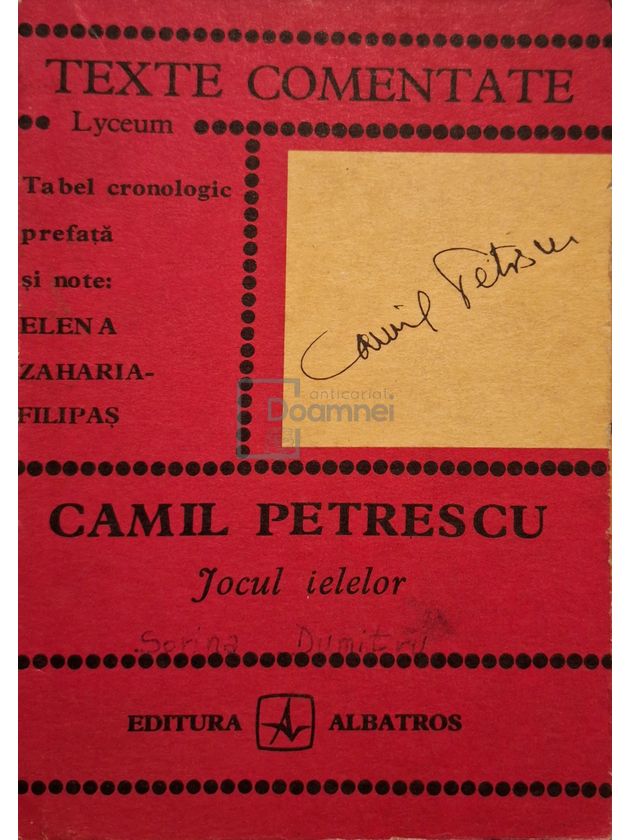 TEXTE COMENTATE
Lyceum
Tabel cronologic
prefață
și note:
ELENA
ZAHARIA-
FILIPAȘ
Camil Petrescu
anticariat
Doamnei
CAMIL PETRESCU
Jocul ielelor
Sorina Dumitru
EDITURA ALBATROS